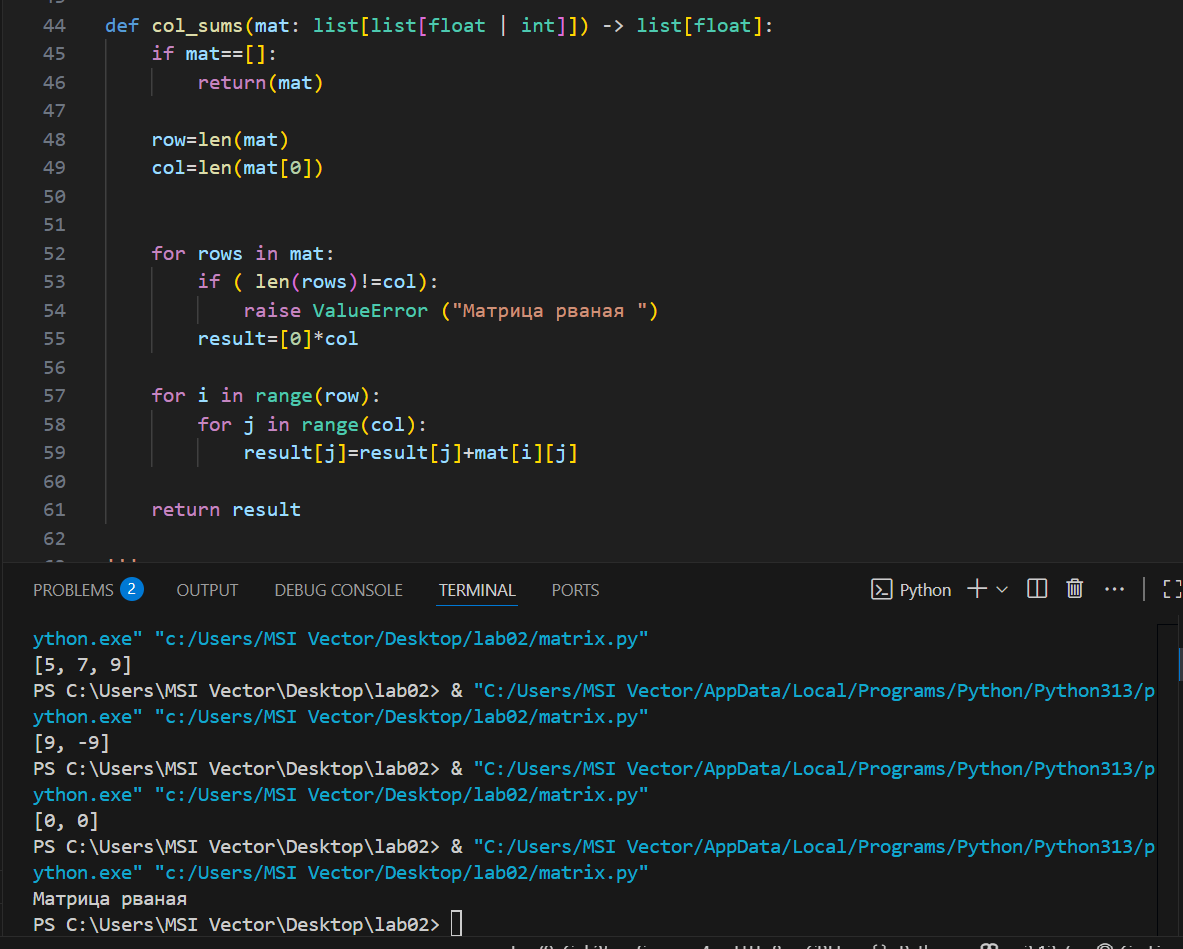 44 def col_sums(mat: list[list[float | int]]) -> list[float]:
45 if mat==[]:
46 return(mat)
47
48 row=len(mat)
49 col=len(mat[0])
50
51
52 for rows in mat:
53 if ( len(rows)!=col):
54 raise ValueError ("Матрица рваная ")
55 result=[0]*col
56
57 for i in range(row):
58 for j in range(col):
59 result[j]=result[j]+mat[i][j]
60
61 return result
62
PROBLEMS 2 OUTPUT DEBUG CONSOLE TERMINAL PORTS Python
ython.exe" "c:/Users/MSI Vector/Desktop/lab02/matrix.py"
[5, 7, 9]
PS C:\Users\MSI Vector\Desktop\lab02> & "C:/Users/MSI Vector/AppData/Local/Programs/Python/Python313/p
ython.exe" "c:/Users/MSI Vector/Desktop/lab02/matrix.py"
[9, -9]
PS C:\Users\MSI Vector\Desktop\lab02> & "C:/Users/MSI Vector/AppData/Local/Programs/Python/Python313/p
ython.exe" "c:/Users/MSI Vector/Desktop/lab02/matrix.py"
[0, 0]
PS C:\Users\MSI Vector\Desktop\lab02> & "C:/Users/MSI Vector/AppData/Local/Programs/Python/Python313/p
ython.exe" "c:/Users/MSI Vector/Desktop/lab02/matrix.py"
Матрица рваная
PS C:\Users\MSI Vector\Desktop\lab02>